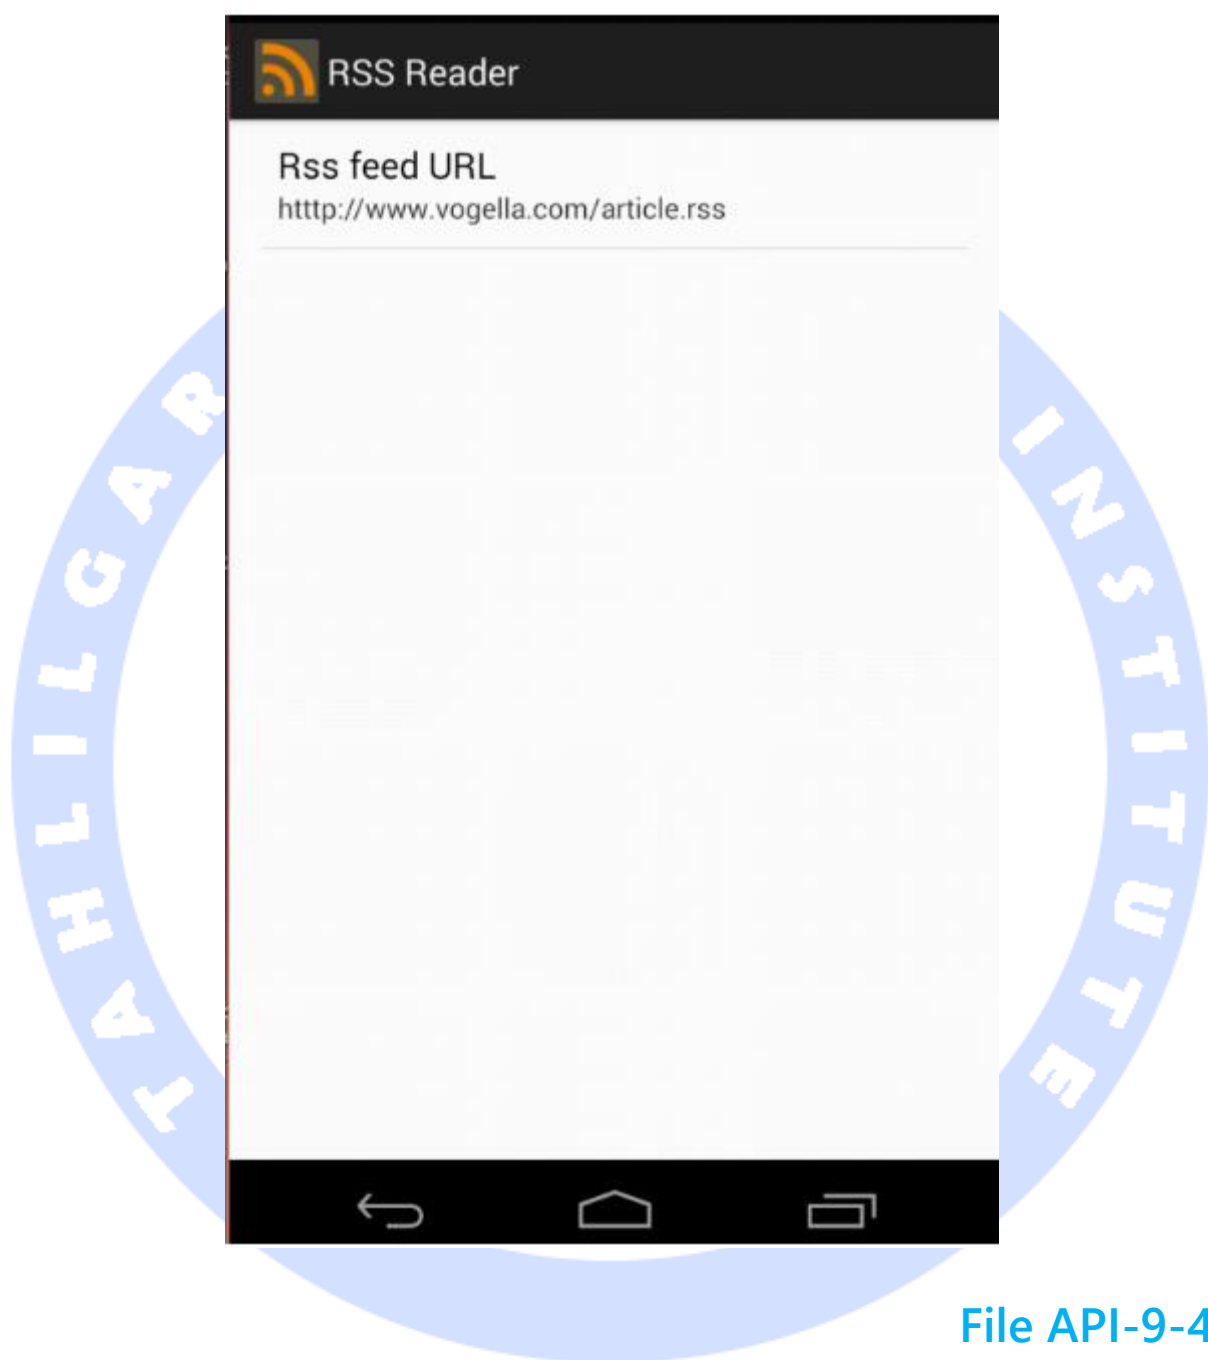 RSS Reader
Rss feed URL
htttp://www.vogella.com/article.rss
TAHLILGAR INSTITUTE
File API-9-4